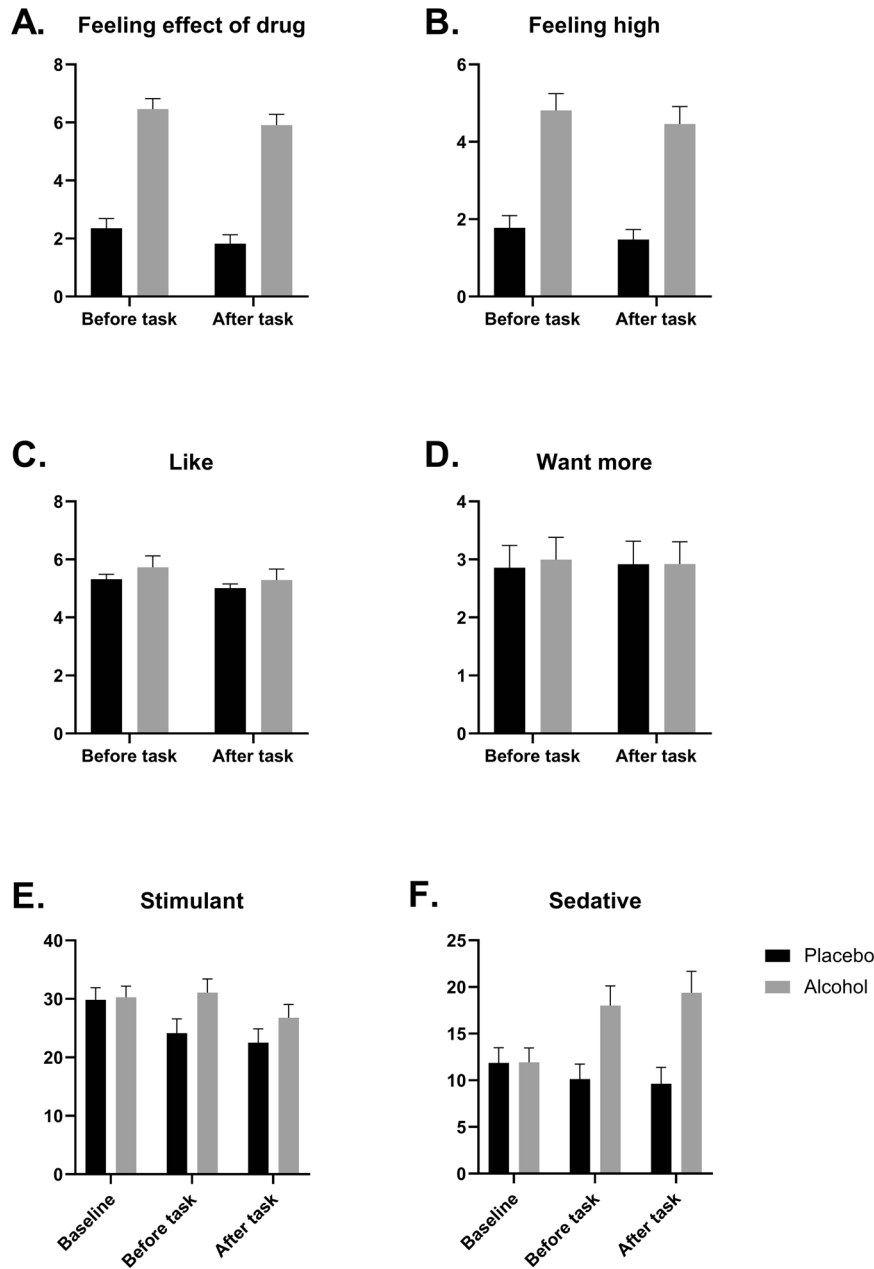 A. Feeling effect of drug
8
6
4
2
0
Before task After task
B. Feeling high
6
4
2
0
Before task After task
C. Like
8
6
4
2
0
Before task After task
D. Want more
4
3
2
1
0
Before task After task
E. Stimulant
40
30
20
10
0
Baseline
Before task
After task
F. Sedative
25
20
15
10
5
0
Baseline
Before task
After task
Placebo
Alcohol